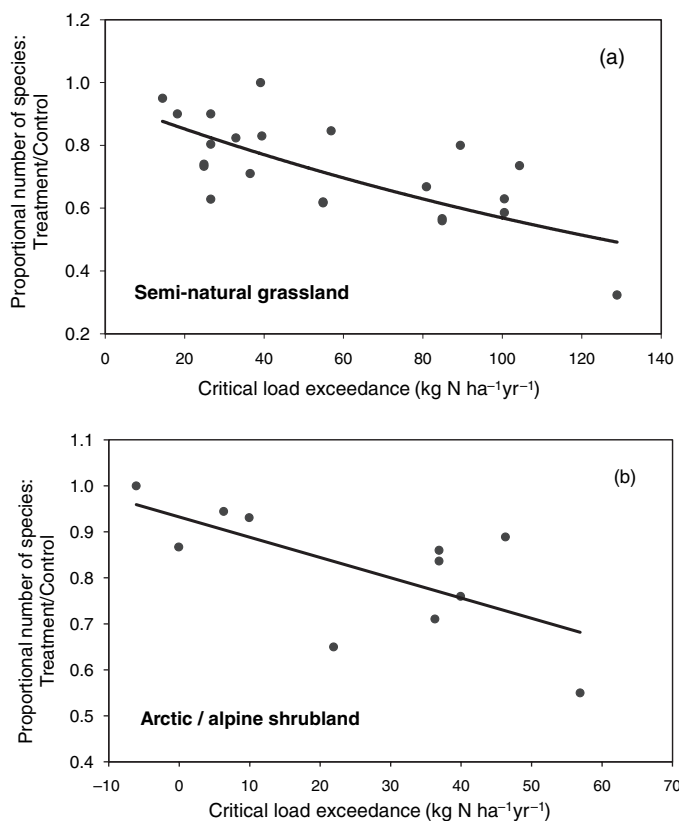 (a)
Proportional number of species:
Treatment/Control
1.0
0.8
0.6
0.4
0.2
Semi-natural grassland
0 20 40 60 80 100 120 140
Critical load exceedance (kg N ha⁻¹yr⁻¹)
(b)
Proportional number of species:
Treatment/Control
1.1
1.0
0.9
0.8
0.7
0.6
0.5
0.4
Arctic / alpine shrubland
−10 0 10 20 30 40 50 60 70
Critical load exceedance (kg N ha⁻¹yr⁻¹)